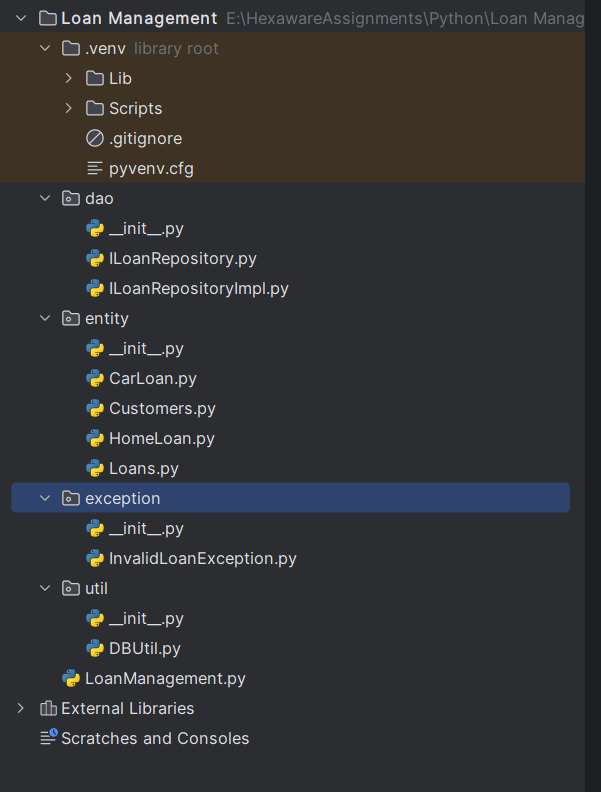 Loan Management E:\HexawareAssignments\Python\Loan Manag
.venv library root
Lib
Scripts
.gitignore
pyvenv.cfg
dao
__init__.py
ILoanRepository.py
ILoanRepositoryImpl.py
entity
__init__.py
CarLoan.py
Customers.py
HomeLoan.py
Loans.py
exception
__init__.py
InvalidLoanException.py
util
__init__.py
DBUtil.py
LoanManagement.py
External Libraries
Scratches and Consoles